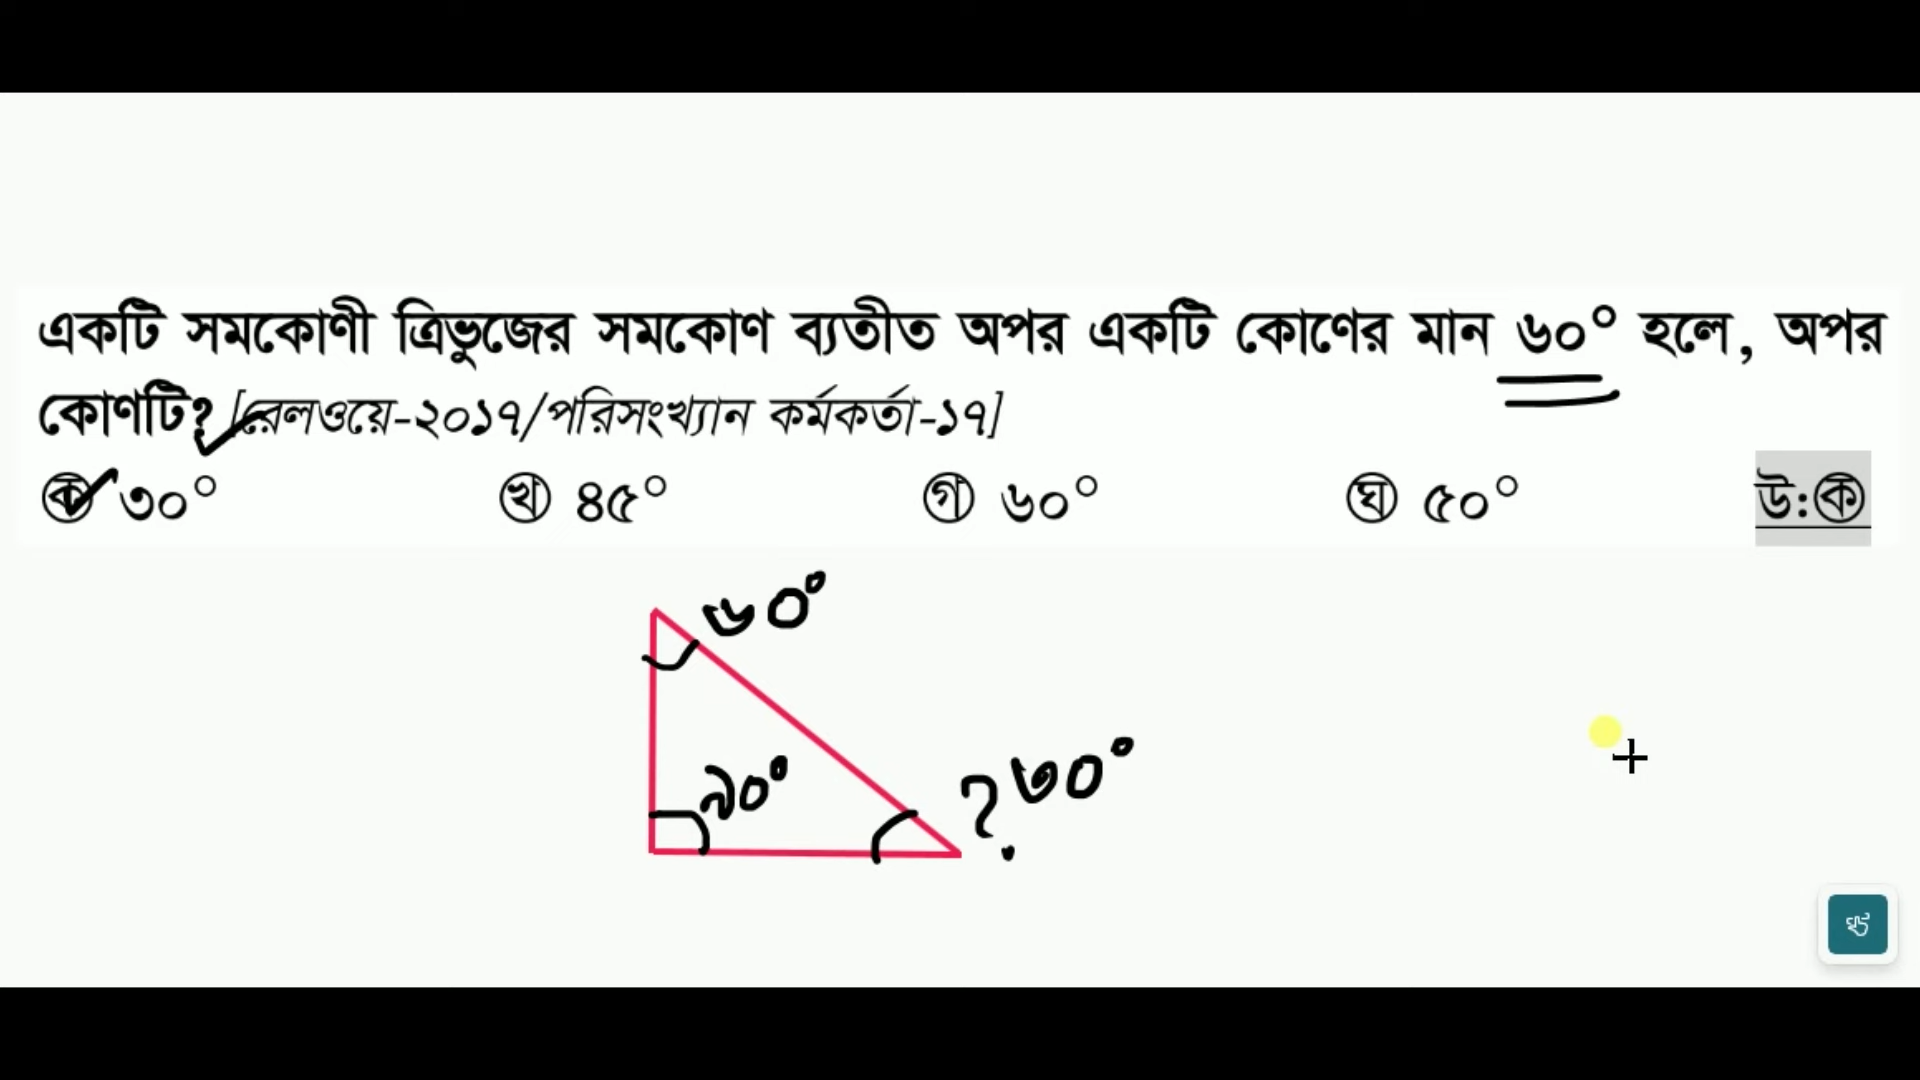 একটি সমকোণী ত্রিভুজের সমকোণ ব্যতীত অপর একটি কোণের মান ৬০° হলে, অপর
কোণটি? [রেলওয়ে-২০১৭/পরিসংখ্যান কর্মকর্তা-১৭]
ক ৩০° খ ৪৫° গ ৬০° ঘ ৫০° উ:ক
৬০°
৯০° ? ৩০°